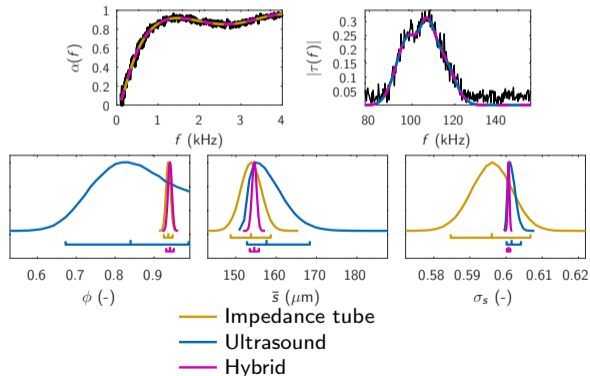 1
0.8
0.6
0.4
0.2
0
α(f)
0 1 2 3 4
f (kHz)
0.3
0.25
0.2
0.15
0.1
0.05
|τ(f)|
80 100 120 140
f (kHz)
0.6 0.7 0.8 0.9
ϕ (-)
150 160 170 180
s̄ (μm)
0.58 0.59 0.6 0.61 0.62
σₛ (-)
Impedance tube
Ultrasound
Hybrid